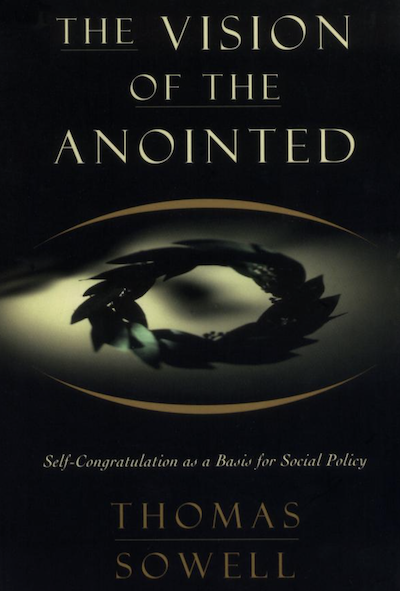 THE VISION
OF THE
ANOINTED
Self-Congratulation as a Basis for Social Policy
THOMAS
SOWELL